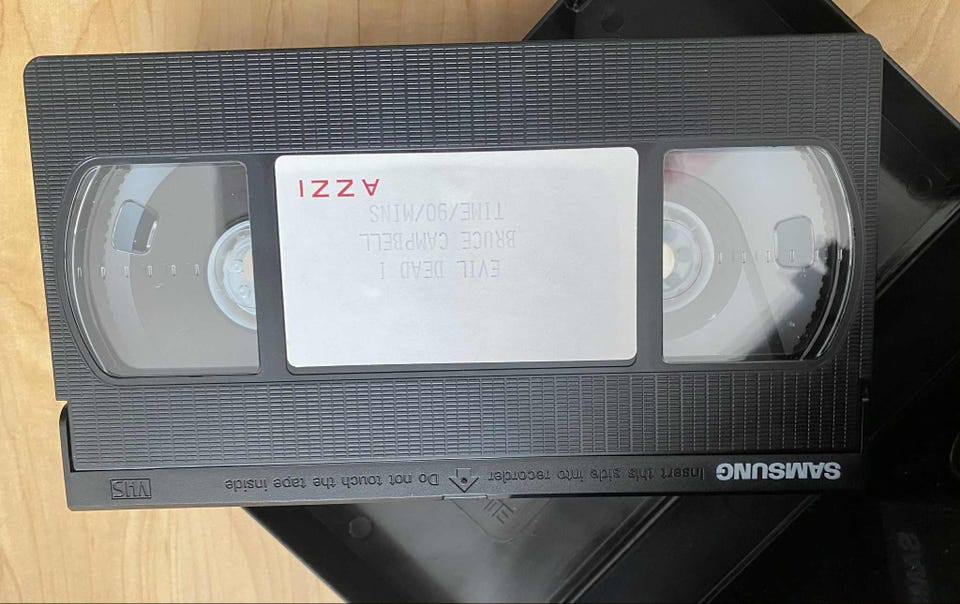 SAMSUNG Insert this side into recorder Do not touch the tape inside VHS
EVIL DEAD I
BRUCE CAMPBELL
TIME/90/MINS
AZZI